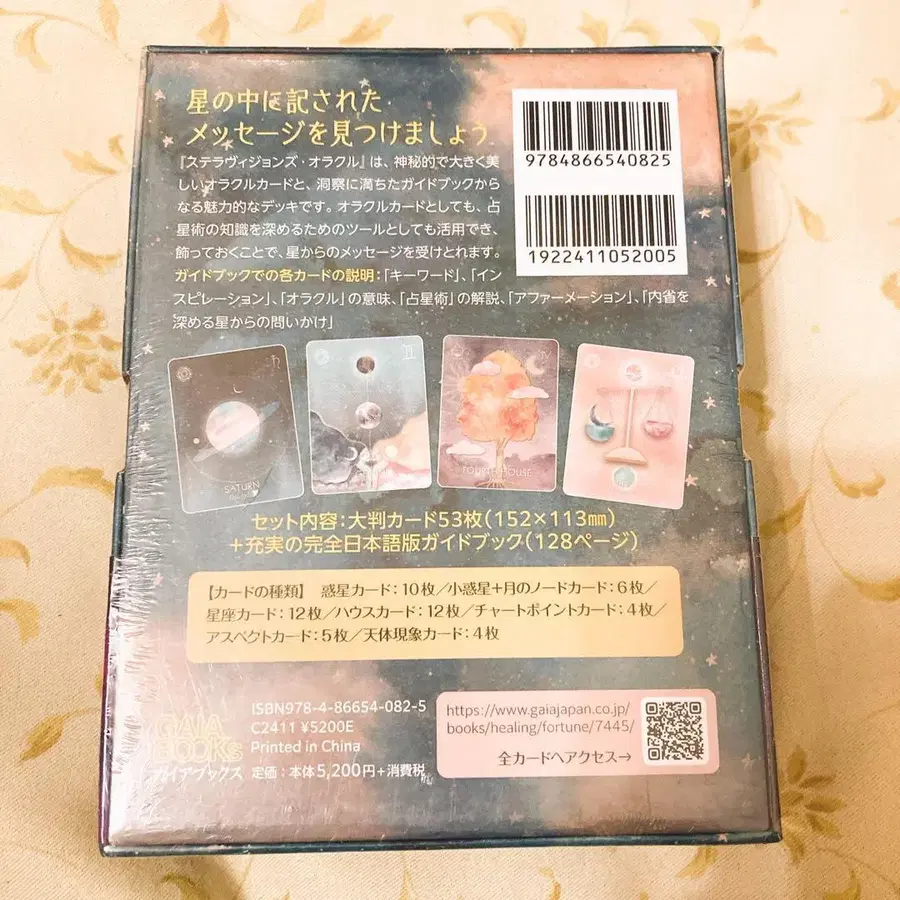 星の中に記された
メッセージを見つけましょう
9784866540825
1922411052005
『ステラヴィジョンズ・オラクル』は、神秘的で大きく美
しいオラクルカードと、洞察に満ちたガイドブックから
なる魅力的なデッキです。オラクルカードとしても、占
星術の知識を深めるためのツールとしても活用でき、
飾っておくことで、星からのメッセージを受けとれます。
ガイドブックでの各カードの説明:「キーワード」、「イン
スピレーション」、「オラクル」の意味、「占星術」の解説、「アファーメーション」、「内省を
深める星からの問いかけ」
SATURN
IV
FOURTH HOUSE
セット内容:大判カード53枚(152×113㎜)
+充実の完全日本語版ガイドブック(128ページ)
【カードの種類】 惑星カード:10枚/小惑星+月のノードカード:6枚/
星座カード:12枚/ハウスカード:12枚/チャートポイントカード:4枚/
アスペクトカード:5枚/天体現象カード:4枚
GAIA
BOOKs
ガイアブックス
ISBN978-4-86654-082-5
C2411 ¥5200E
Printed in China
定価:本体5,200円+消費税
https://www.gaiajapan.co.jp/
books/healing/fortune/7445/
全カードへアクセス→